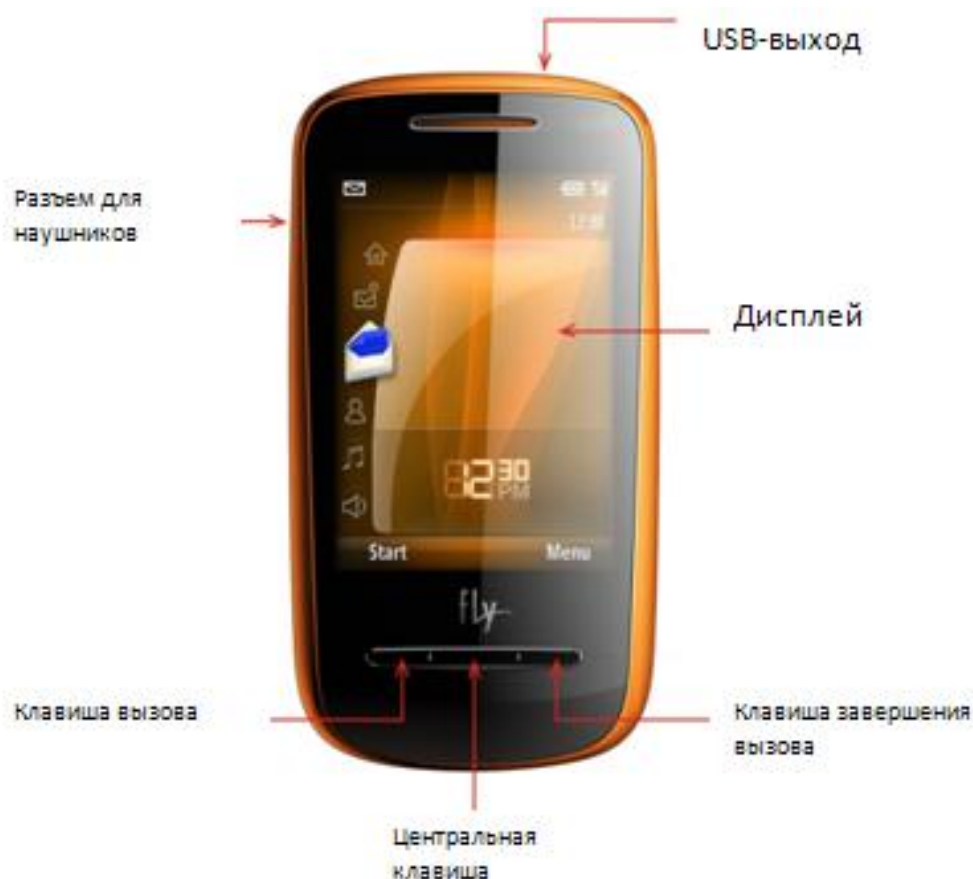 USB-выход
Разъем для
наушников
Дисплей
12:30
PM
Start
Menu
fly
Клавиша вызова
Клавиша завершения
вызова
Центральная
клавиша